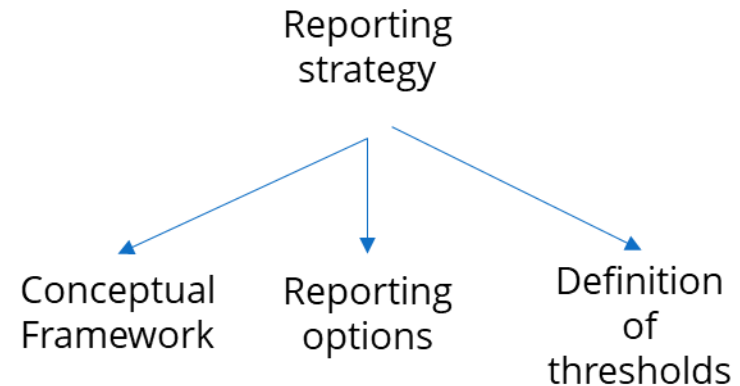 Reporting
strategy
Conceptual
Framework
Reporting
options
Definition
of
thresholds